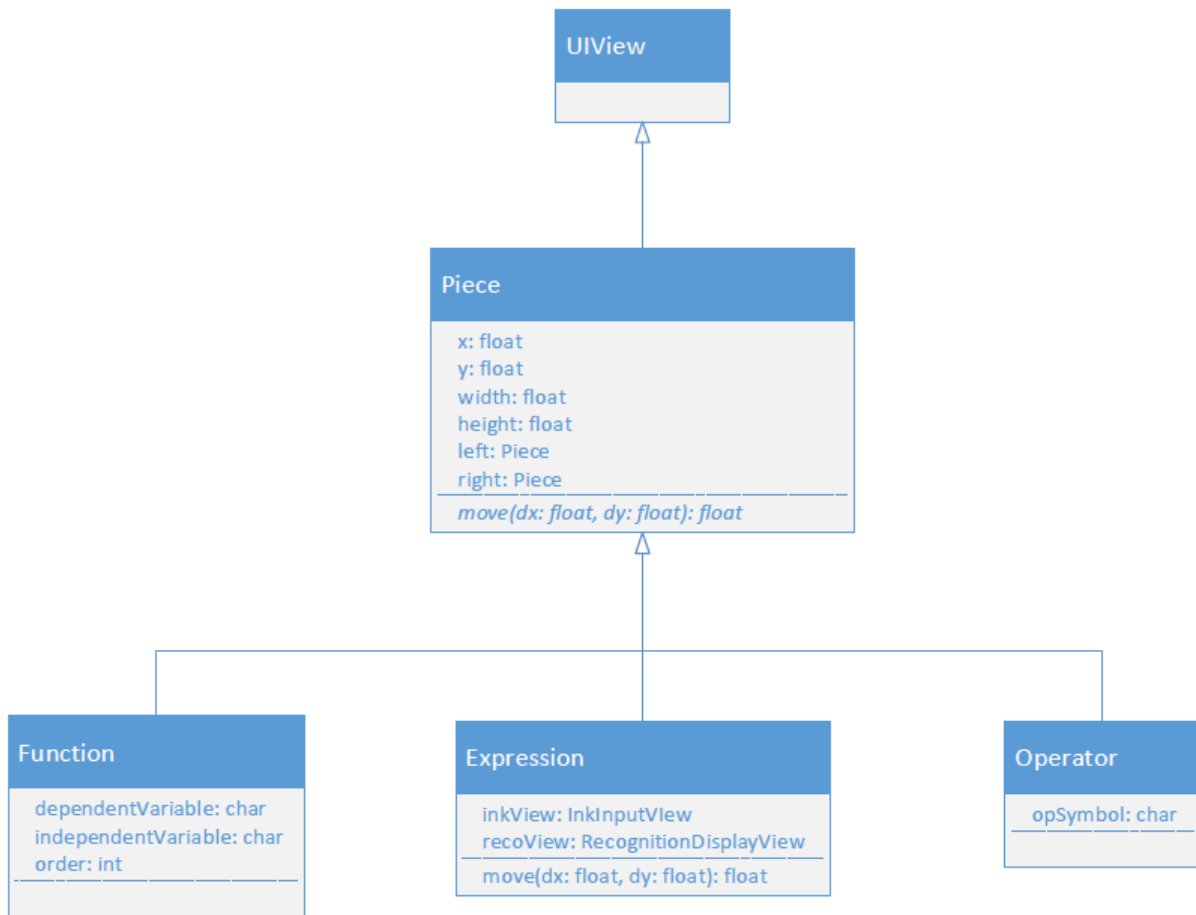 UIView
Piece
x: float
y: float
width: float
height: float
left: Piece
right: Piece
move(dx: float, dy: float): float
Function
dependentVariable: char
independentVariable: char
order: int
Expression
inkView: InkInputVIew
recoView: RecognitionDisplayView
move(dx: float, dy: float): float
Operator
opSymbol: char